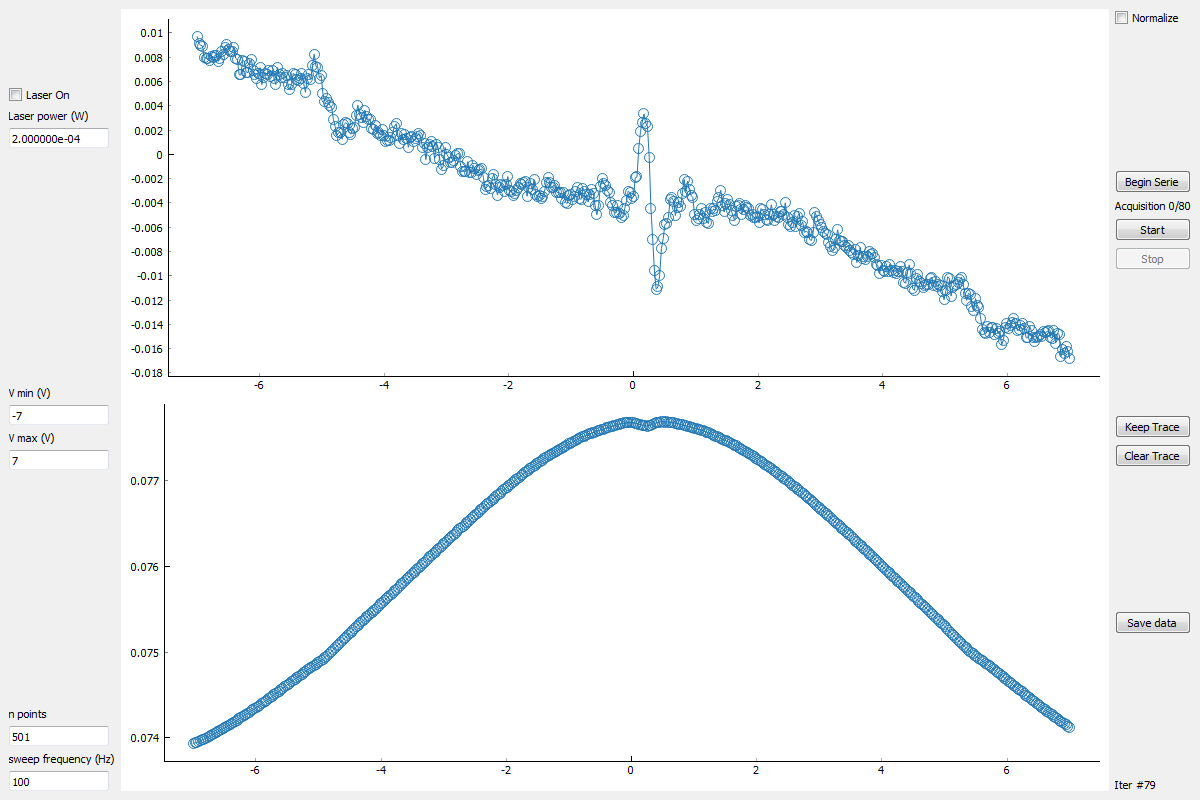 Laser On
Laser power (W)
2.000000e-04
V min (V)
-7
V max (V)
7
n points
501
sweep frequency (Hz)
100
0.01
0.008
0.006
0.004
0.002
0
-0.002
-0.004
-0.006
-0.008
-0.01
-0.012
-0.014
-0.016
-0.018
-6 -4 -2 0 2 4 6
0.077
0.076
0.075
0.074
-6 -4 -2 0 2 4 6
Normalize
Begin Serie
Acquisition 0/80
Start
Stop
Keep Trace
Clear Trace
Save data
Iter #79